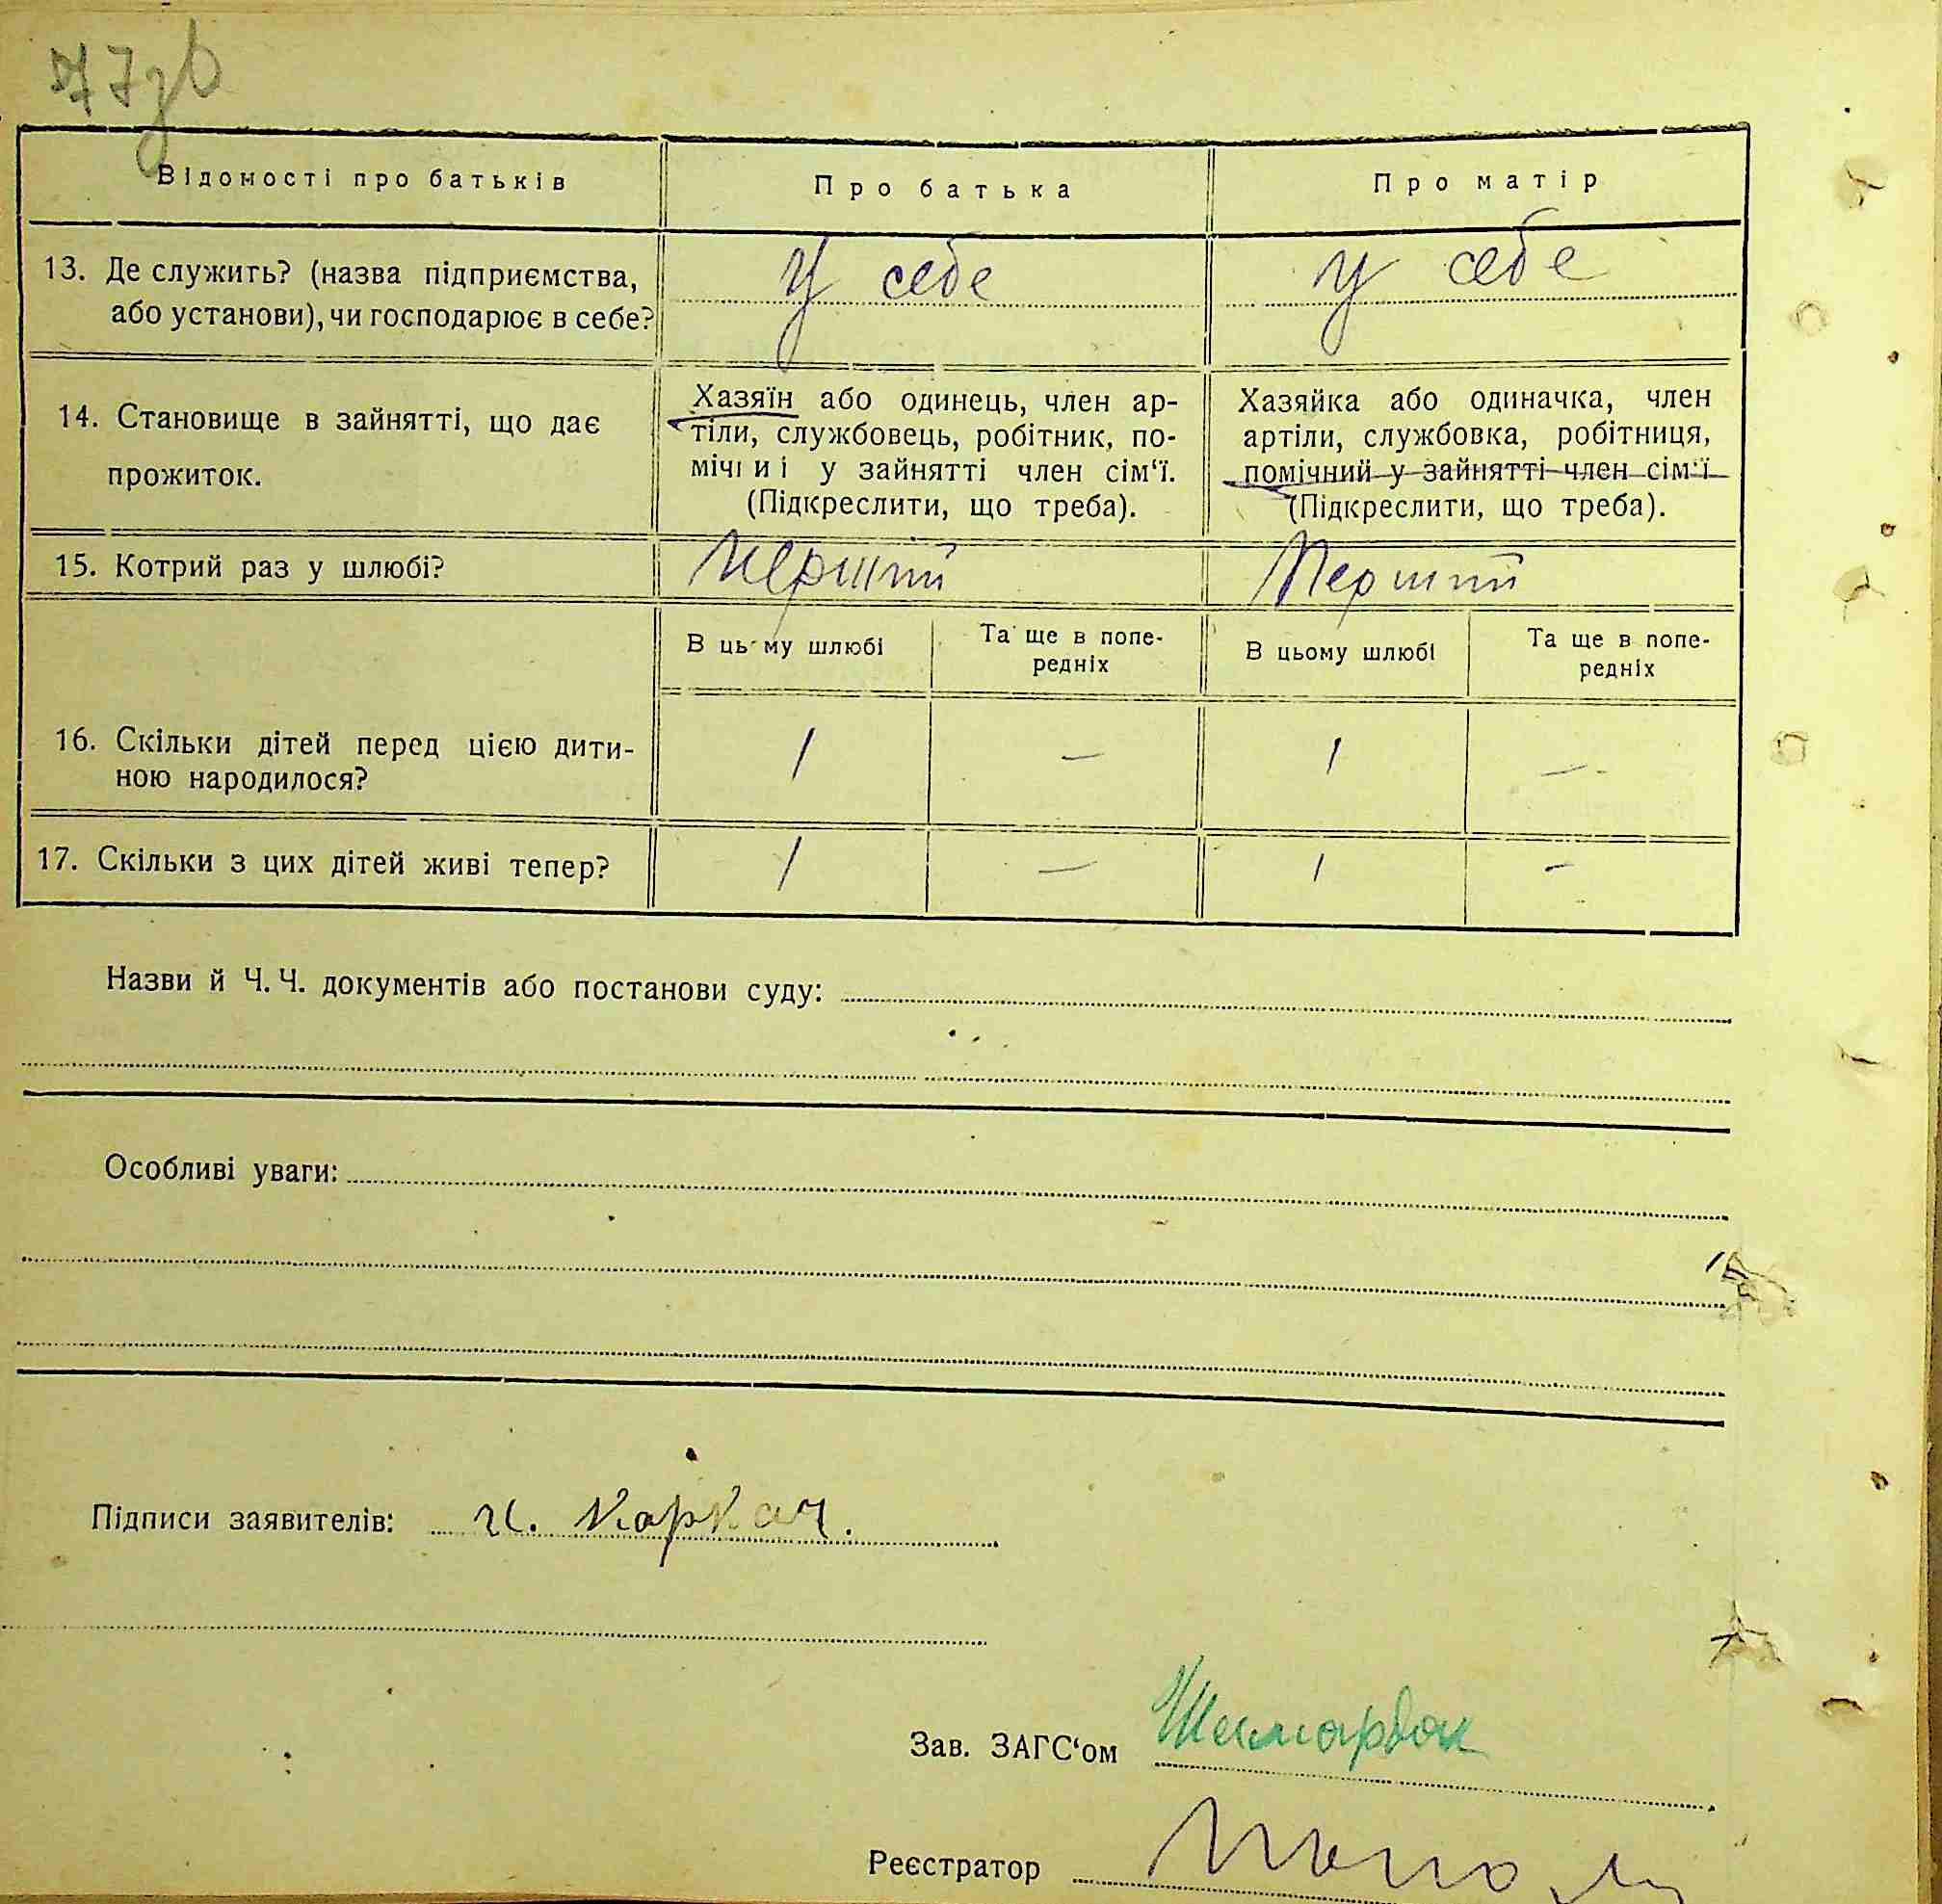 77зв
Відомості про батьків Про батька Про матір
13. Де служить? (назва підприємства, У себе У себе
або установи), чи господарює в себе?
14. Становище в зайнятті, що дає прожиток.
Хазяїн або одинець, член ар-
тіли, службовець, робітник, по-
мічний у зайнятті член сім‘ї.
(Підкреслити, що треба).
Хазяйка або одиначка, член
артіли, службовка, робітниця,
помічний у зайнятті член сім‘ї
(Підкреслити, що треба).
15. Котрий раз у шлюбі? Перший Перший
В цьому шлюбі Та ще в попе-
редніх
В цьому шлюбі Та ще в попе-
редніх
16. Скільки дітей перед цією дити-
ною народилося? 1 — 1 —
17. Скільки з цих дітей живі тепер? 1 — 1 —
Назви й Ч. Ч. документів або постанови суду:
Особливі уваги:
Підписи заявителів: И. Каркач.
Зав. ЗАГС‘ом
Реєстратор